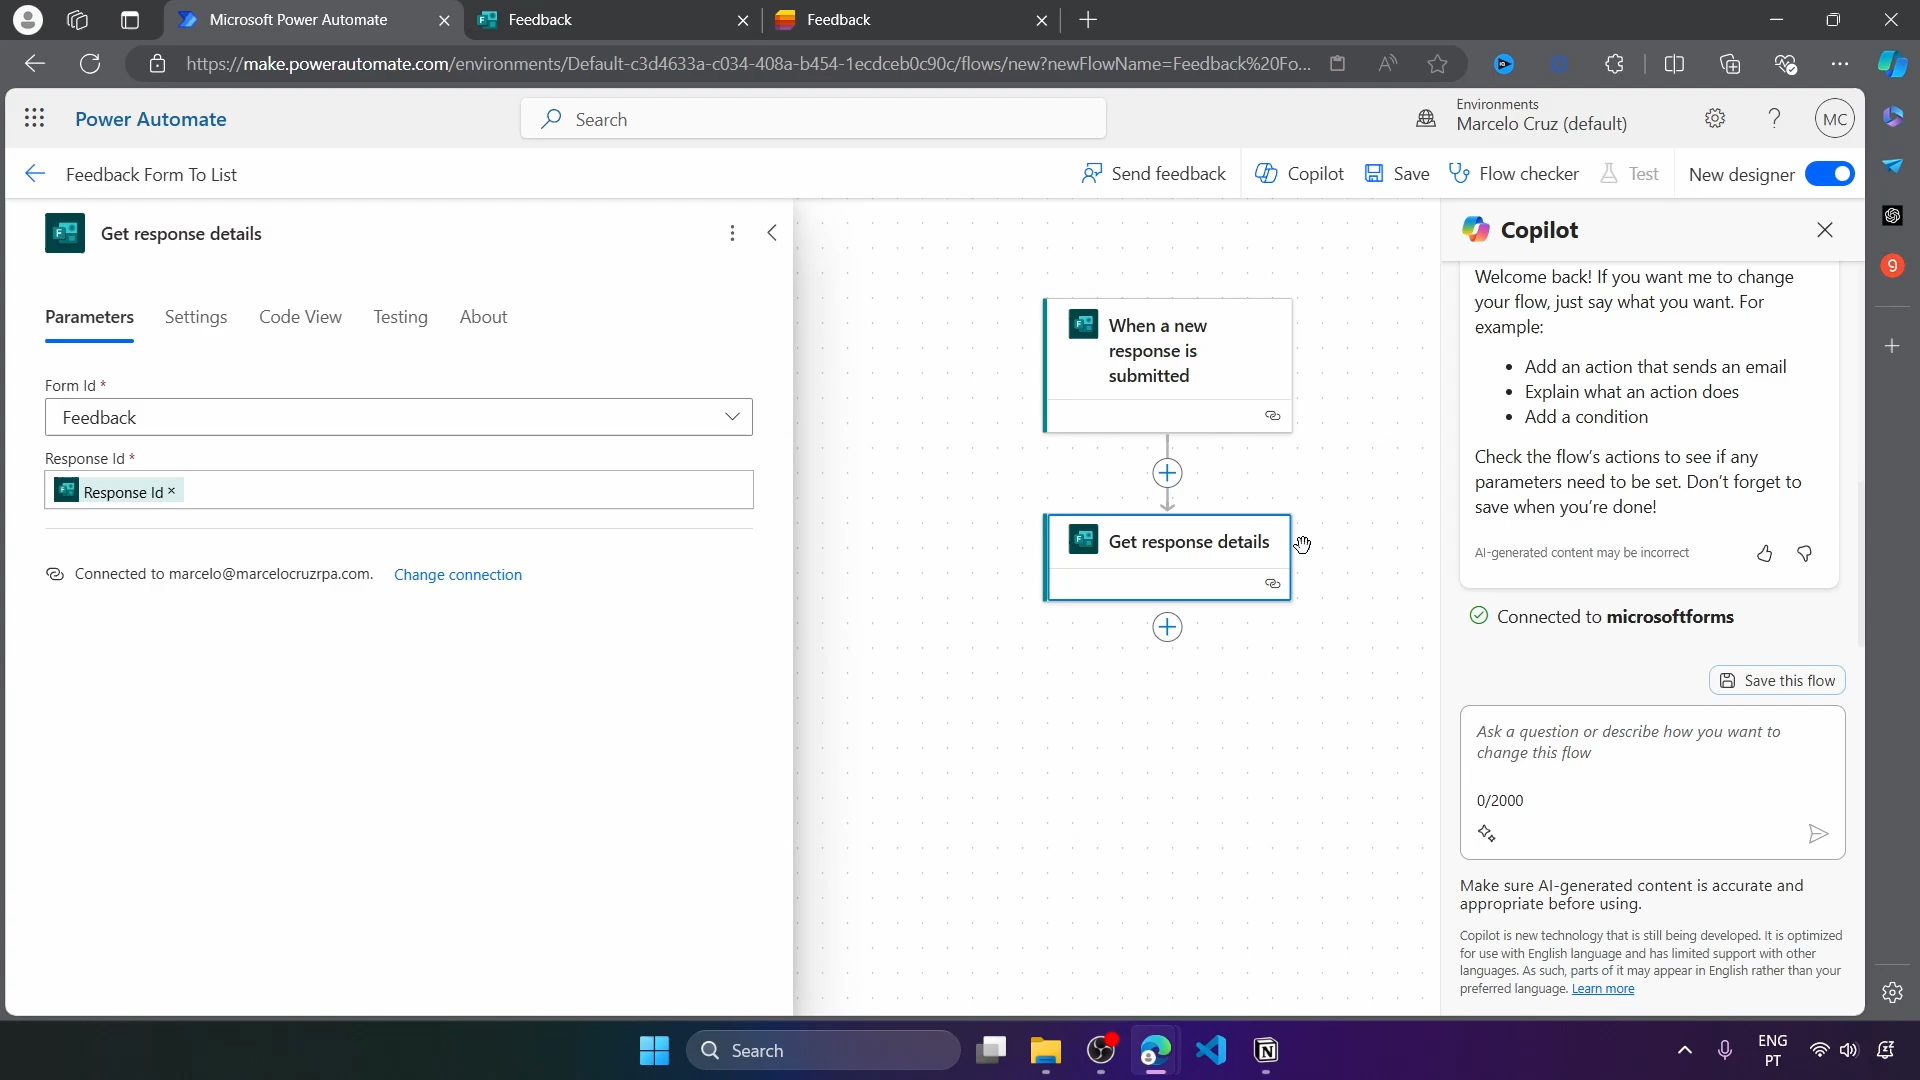 Microsoft Power Automate
Feedback
Feedback
https://make.powerautomate.com/environments/Default-c3d4633a-c034-408a-b454-1ecdceb0c90c/flows/new?newFlowName=Feedback%20Fo...
Power Automate
Search
Environments
Marcelo Cruz (default)
MC
9
Feedback Form To List
Send feedback
Copilot
Save
Flow checker
Test
New designer
Get response details
Parameters
Settings
Code View
Testing
About
Form Id *
Feedback
Response Id *
Response Id ×
Connected to marcelo@marcelocruzrpa.com. Change connection
When a new
response is
submitted
Get response details
Copilot
Welcome back! If you want me to change
your flow, just say what you want. For
example:
• Add an action that sends an email
• Explain what an action does
• Add a condition
Check the flow's actions to see if any
parameters need to be set. Don't forget to
save when you're done!
AI-generated content may be incorrect
Connected to microsoftforms
Save this flow
Ask a question or describe how you want to
change this flow
0/2000
Make sure AI-generated content is accurate and
appropriate before using.
Copilot is new technology that is still being developed. It is optimized
for use with English language and has limited support with other
languages. As such, parts of it may appear in English rather than your
preferred language. Learn more
Search
ENG
PT